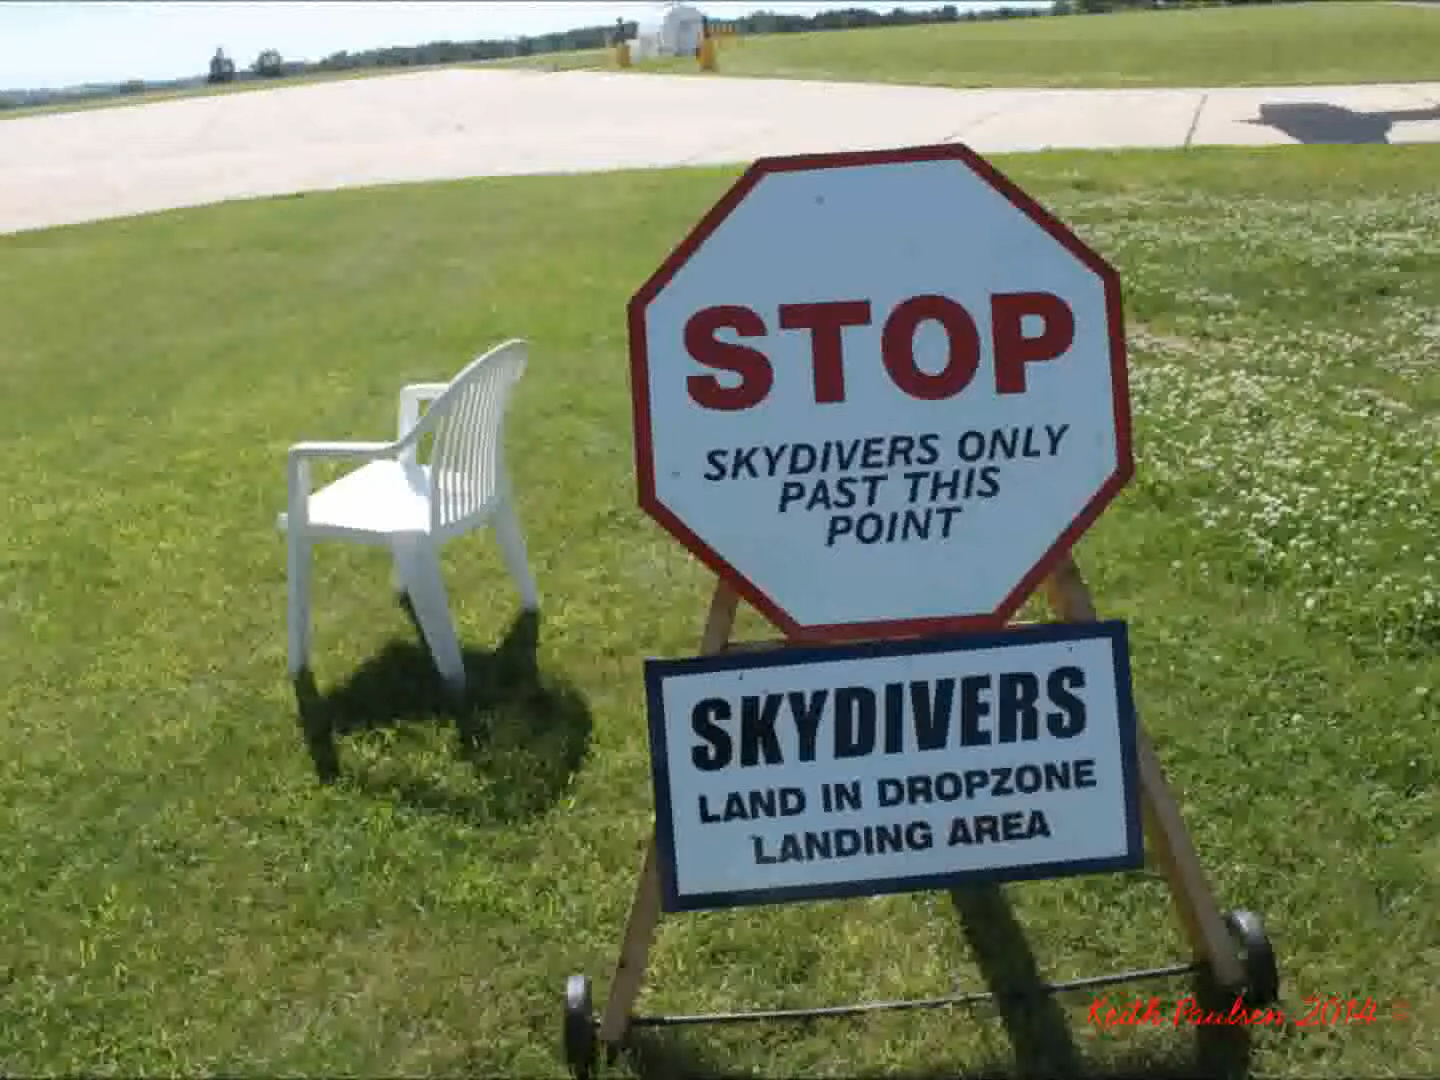 STOP
SKYDIVERS ONLY
PAST THIS
POINT
SKYDIVERS
LAND IN DROPZONE
LANDING AREA
Keith Paulsen 2014 ©